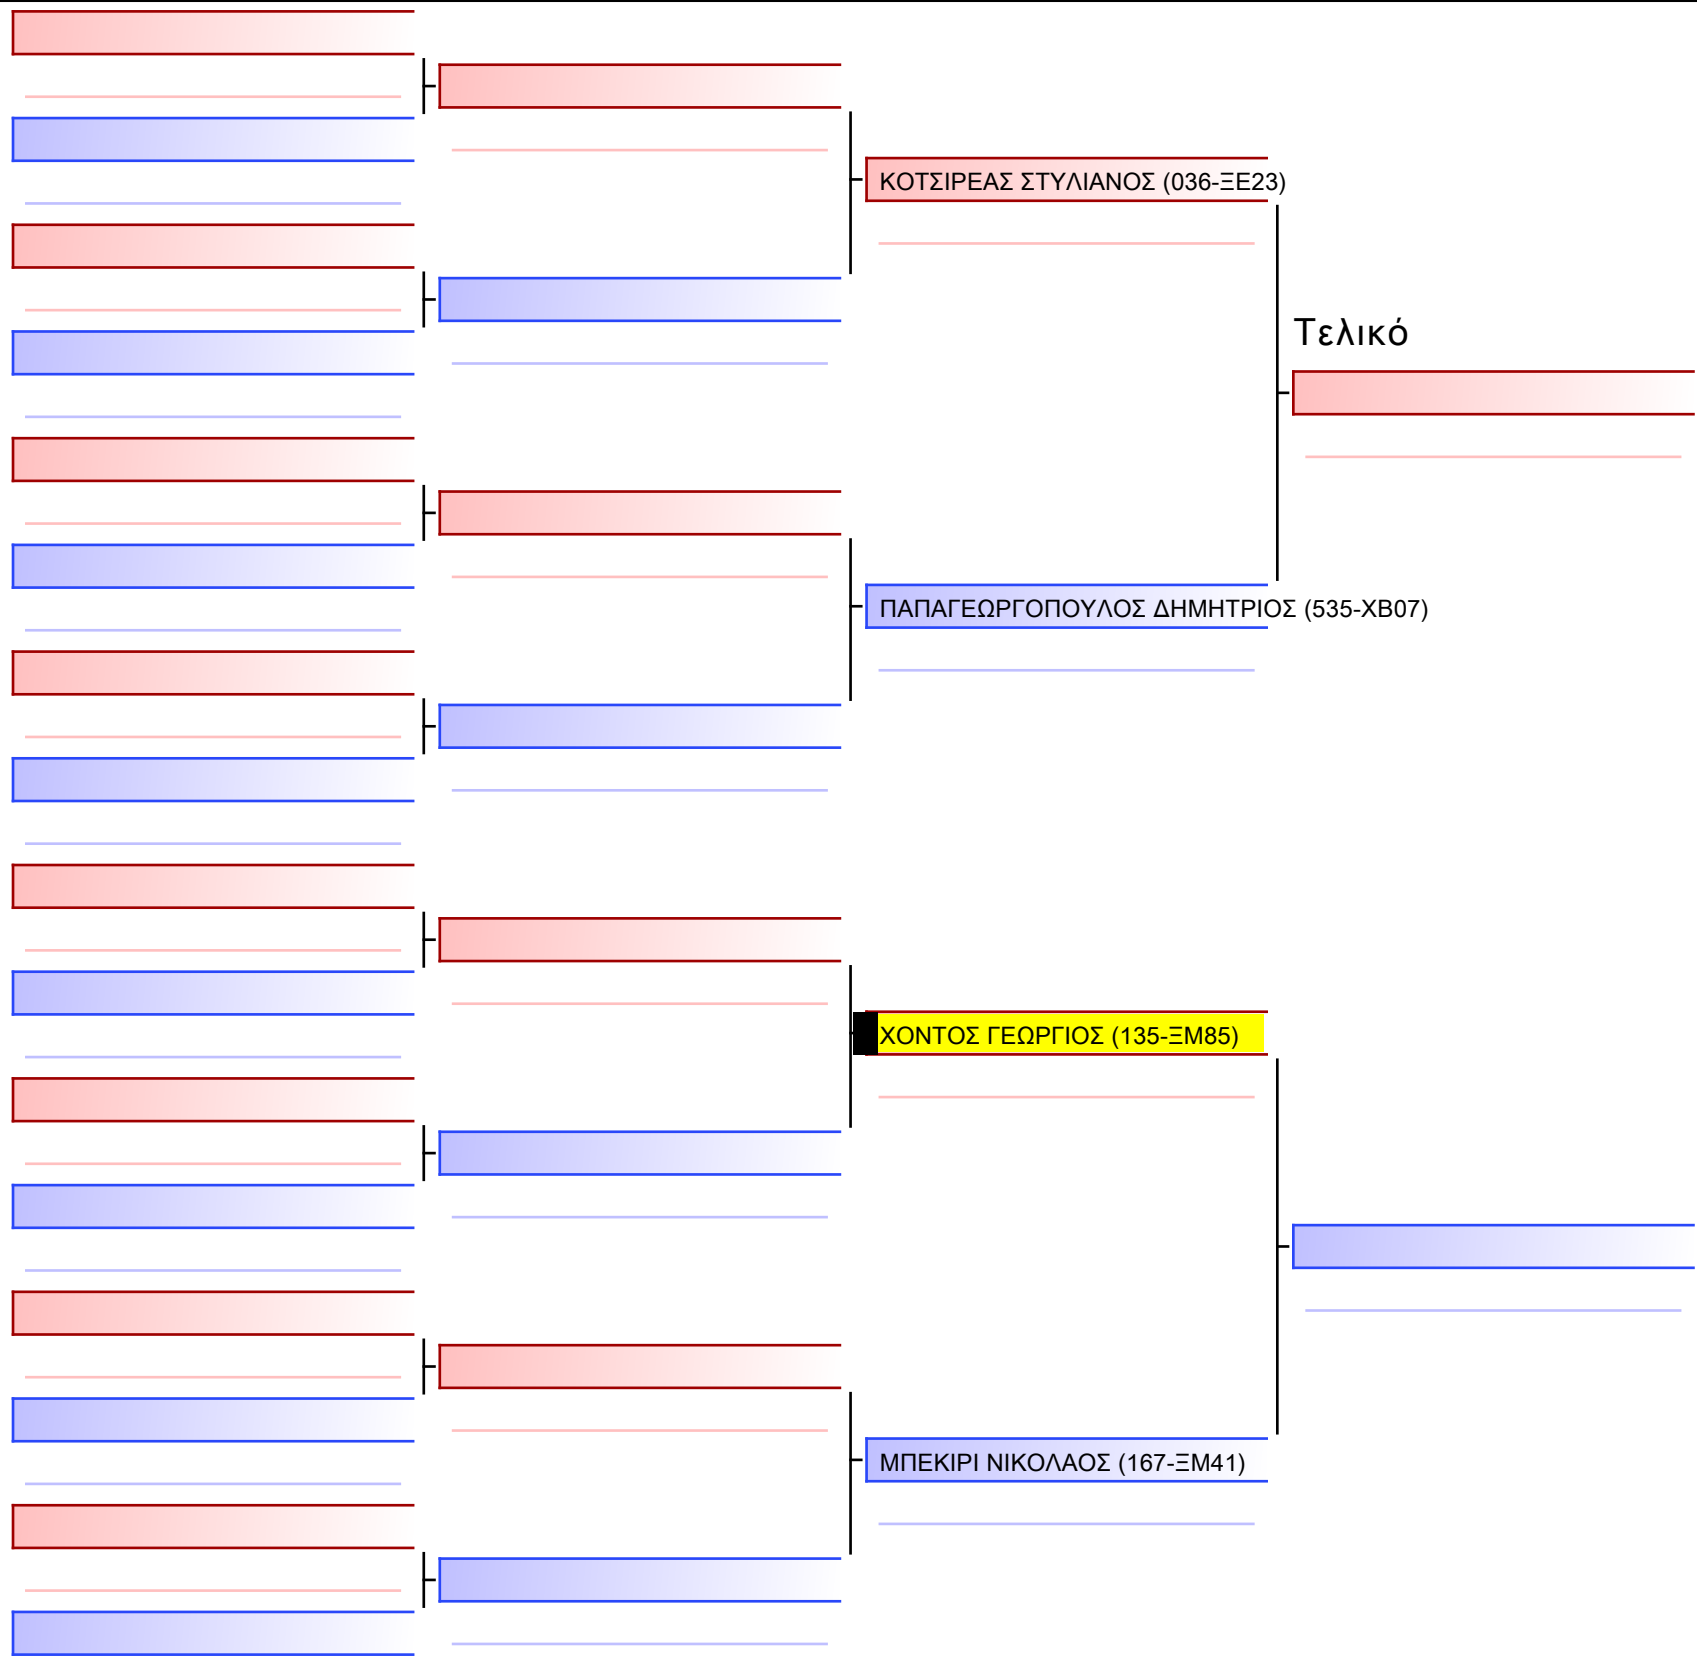 ΚΟΤΣΙΡΕΑΣ ΣΤΥΛΙΑΝΟΣ (036-ΞΕ23)
Τελικό
ΠΑΠΑΓΕΩΡΓΟΠΟΥΛΟΣ ΔΗΜΗΤΡΙΟΣ (535-ΧΒ07)
ΧΟΝΤΟΣ ΓΕΩΡΓΙΟΣ (135-ΞΜ85)
ΜΠΕΚΙΡΙ ΝΙΚΟΛΑΟΣ (167-ΞΜ41)